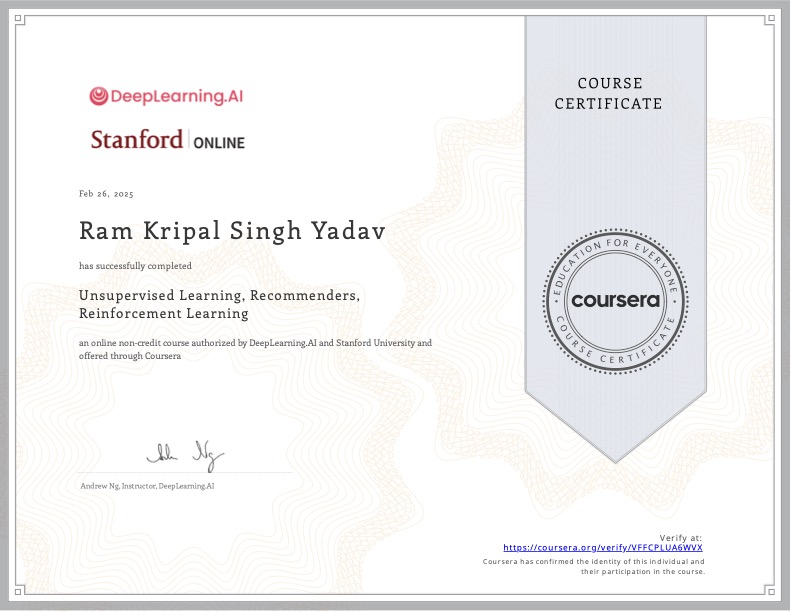 DeepLearning.AI
Stanford ONLINE
Feb 26, 2025
Ram Kripal Singh Yadav
has successfully completed
Unsupervised Learning, Recommenders,
Reinforcement Learning
an online non-credit course authorized by DeepLearning.AI and Stanford University and
offered through Coursera
Andrew Ng, Instructor, DeepLearning.AI
COURSE
CERTIFICATE
EDUCATION FOR EVERYONE
coursera
COURSE CERTIFICATE
Verify at:
https://coursera.org/verify/VFFCPLUA6WVX
Coursera has confirmed the identity of this individual and
their participation in the course.